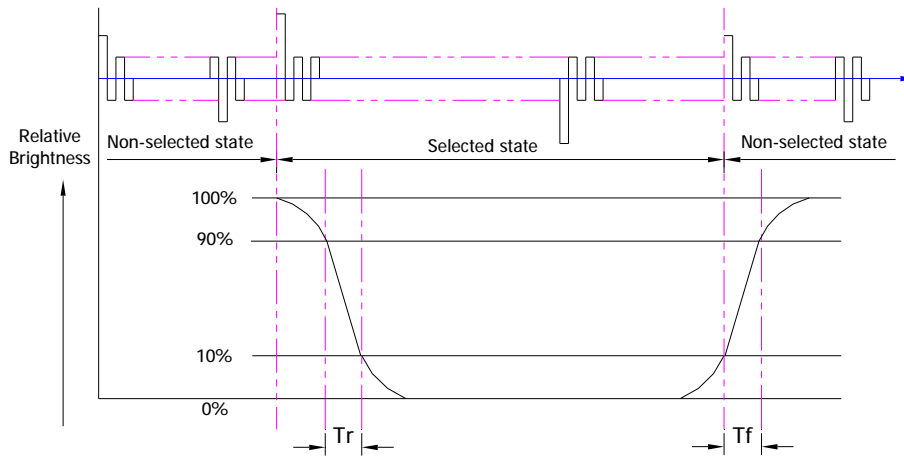 Relative
Brightness
Non-selected state
Selected state
Non-selected state
100%
90%
10%
0%
Tr
Tf